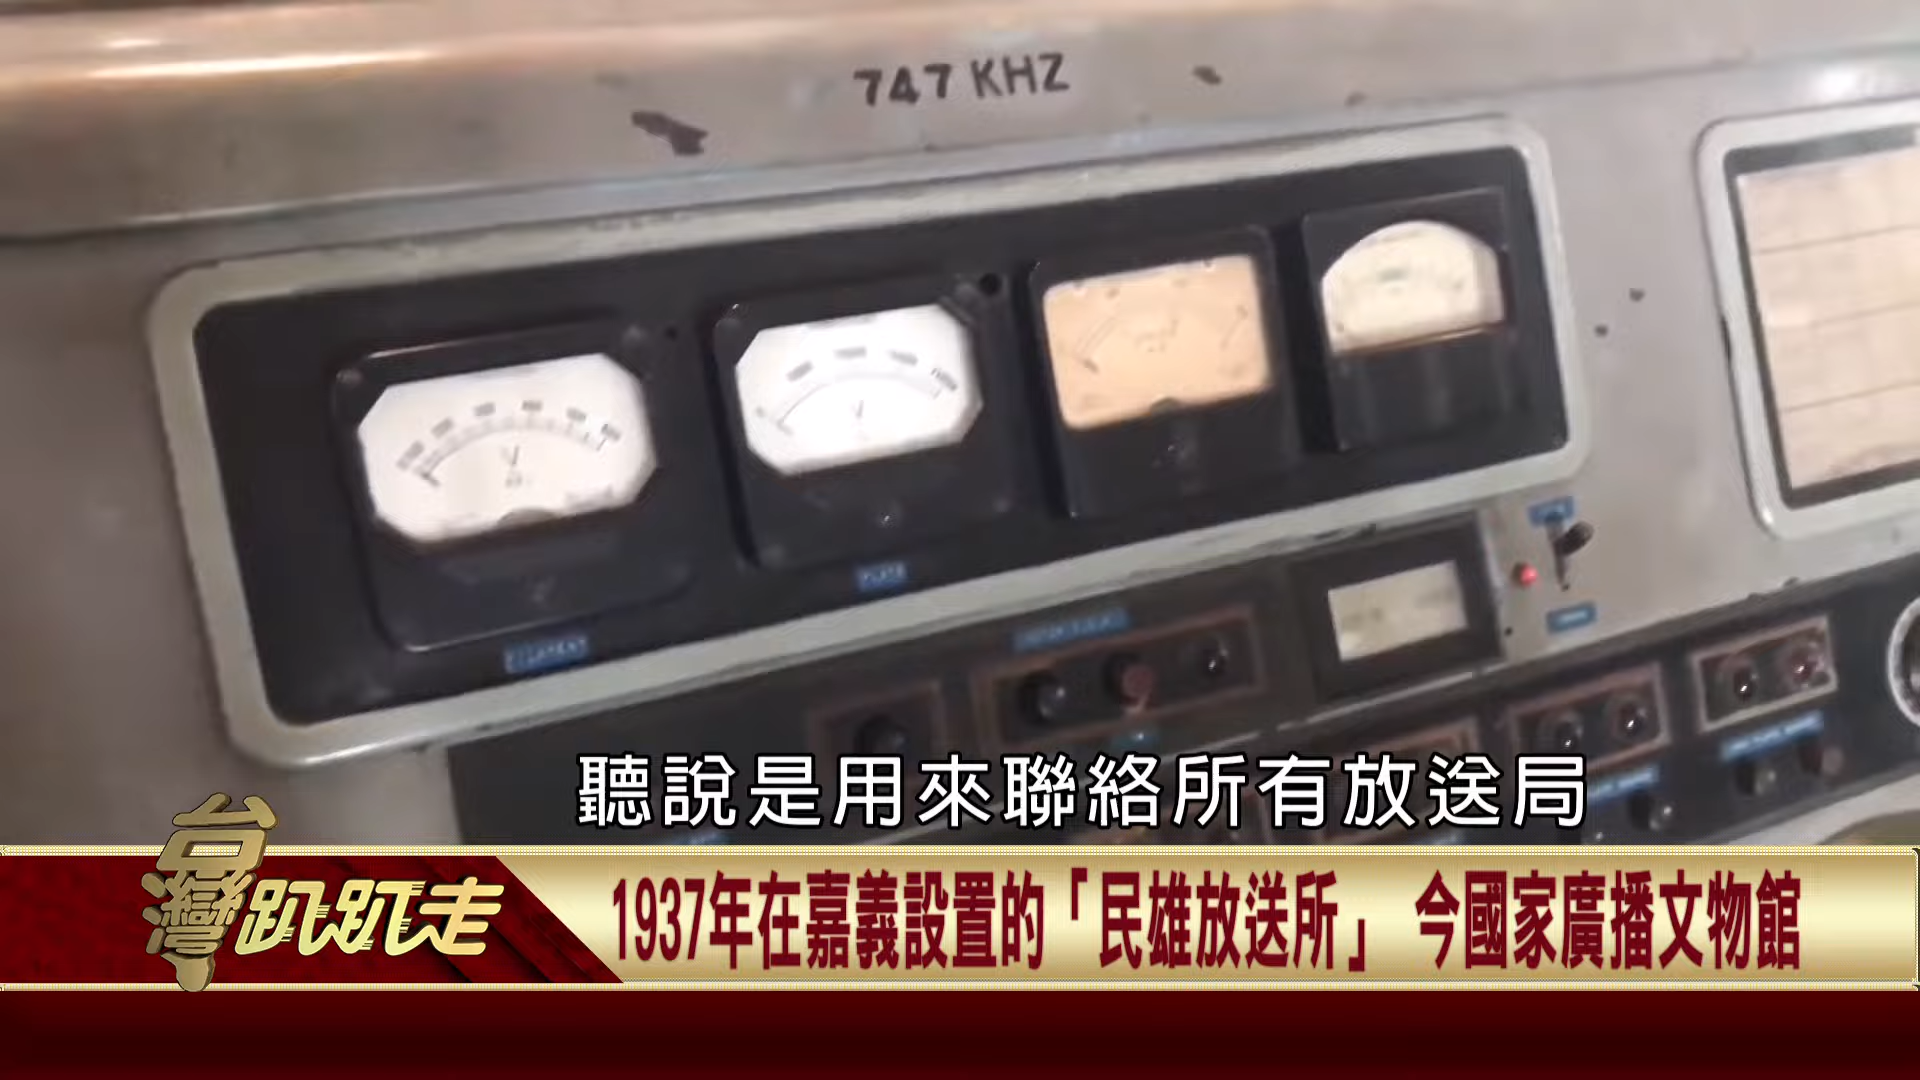 747 KHZ
PLATE
FILAMENT
聽說是用來聯絡所有放送局
台灣趴趴走
1937年在嘉義設置的「民雄放送所」 今國家廣播文物館